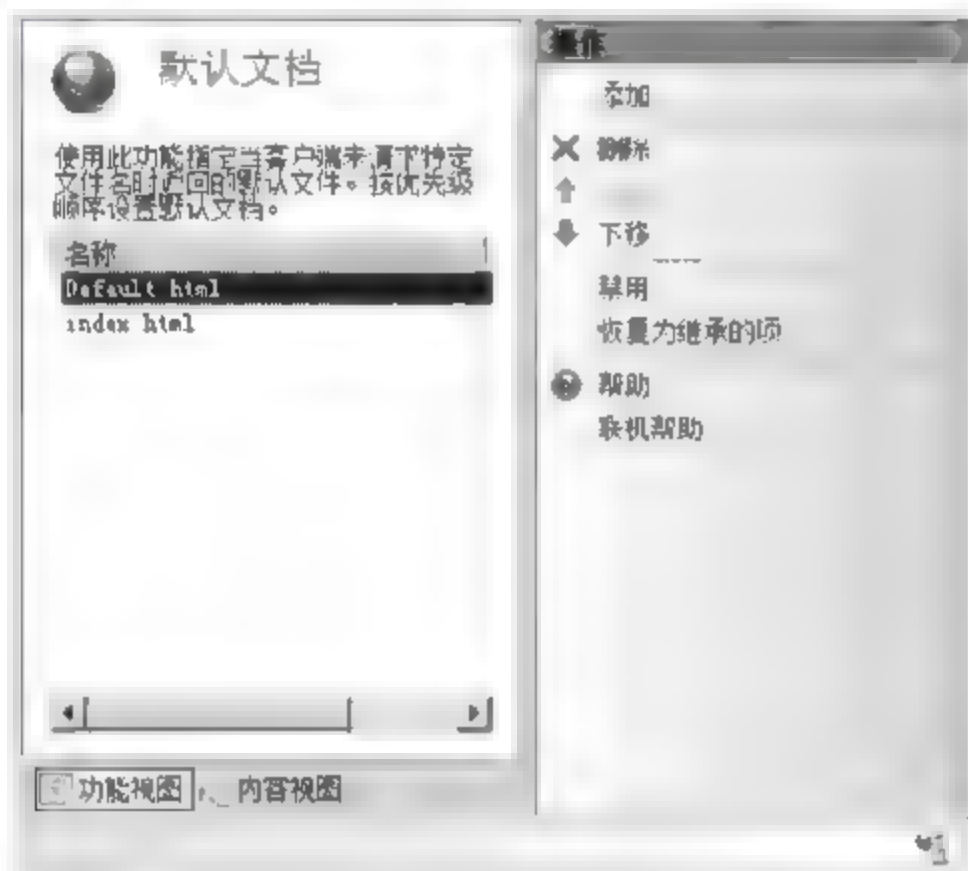 默认文档
使用此功能指定当客户端未请求特定
文件名时返回的默认文件。按优先级
顺序设置默认文档。
名称
Default html
index html
功能视图
内容视图
操作
添加
删除
下移
禁用
恢复为继承的项
帮助
联机帮助